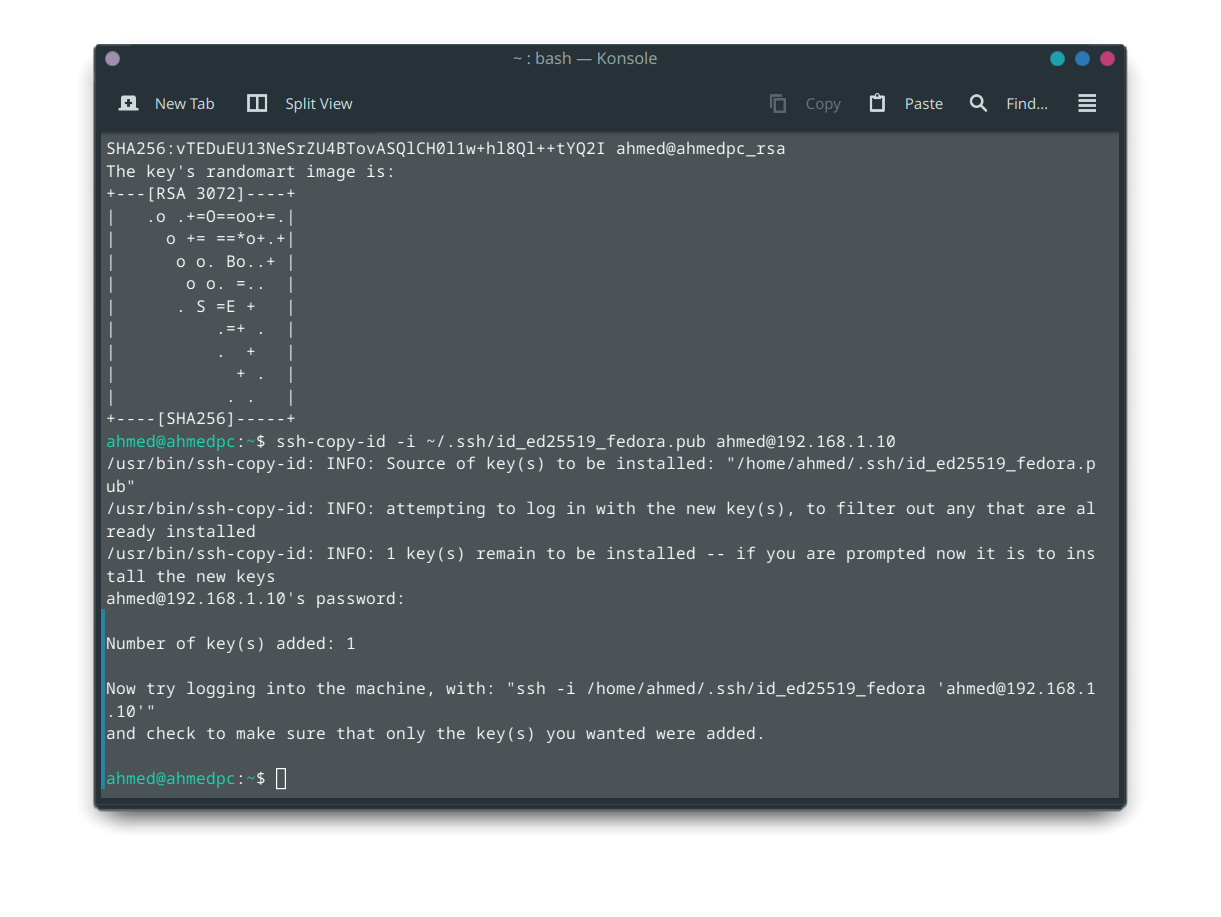 ~ : bash — Konsole
New Tab Split View Copy Paste Find...
SHA256:vTEDuEU13NeSrZU4BTovASQlCH0l1w+hl8Ql++tYQ2I ahmed@ahmedpc_rsa
The key's randomart image is:
+---[RSA 3072]----+
|   .o .+=O==oo+=.|
|     o += ==*o+.+|
|      o o. Bo..+ |
|       o o. =..  |
|      . S =E +   |
|          .=+ .  |
|          .  +   |
|            + .  |
|           . .   |
+----[SHA256]-----+
ahmed@ahmedpc:~$ ssh-copy-id -i ~/.ssh/id_ed25519_fedora.pub ahmed@192.168.1.10
/usr/bin/ssh-copy-id: INFO: Source of key(s) to be installed: "/home/ahmed/.ssh/id_ed25519_fedora.p
ub"
/usr/bin/ssh-copy-id: INFO: attempting to log in with the new key(s), to filter out any that are al
ready installed
/usr/bin/ssh-copy-id: INFO: 1 key(s) remain to be installed -- if you are prompted now it is to ins
tall the new keys
ahmed@192.168.1.10's password:
Number of key(s) added: 1
Now try logging into the machine, with: "ssh -i /home/ahmed/.ssh/id_ed25519_fedora 'ahmed@192.168.1
.10'"
and check to make sure that only the key(s) you wanted were added.
ahmed@ahmedpc:~$